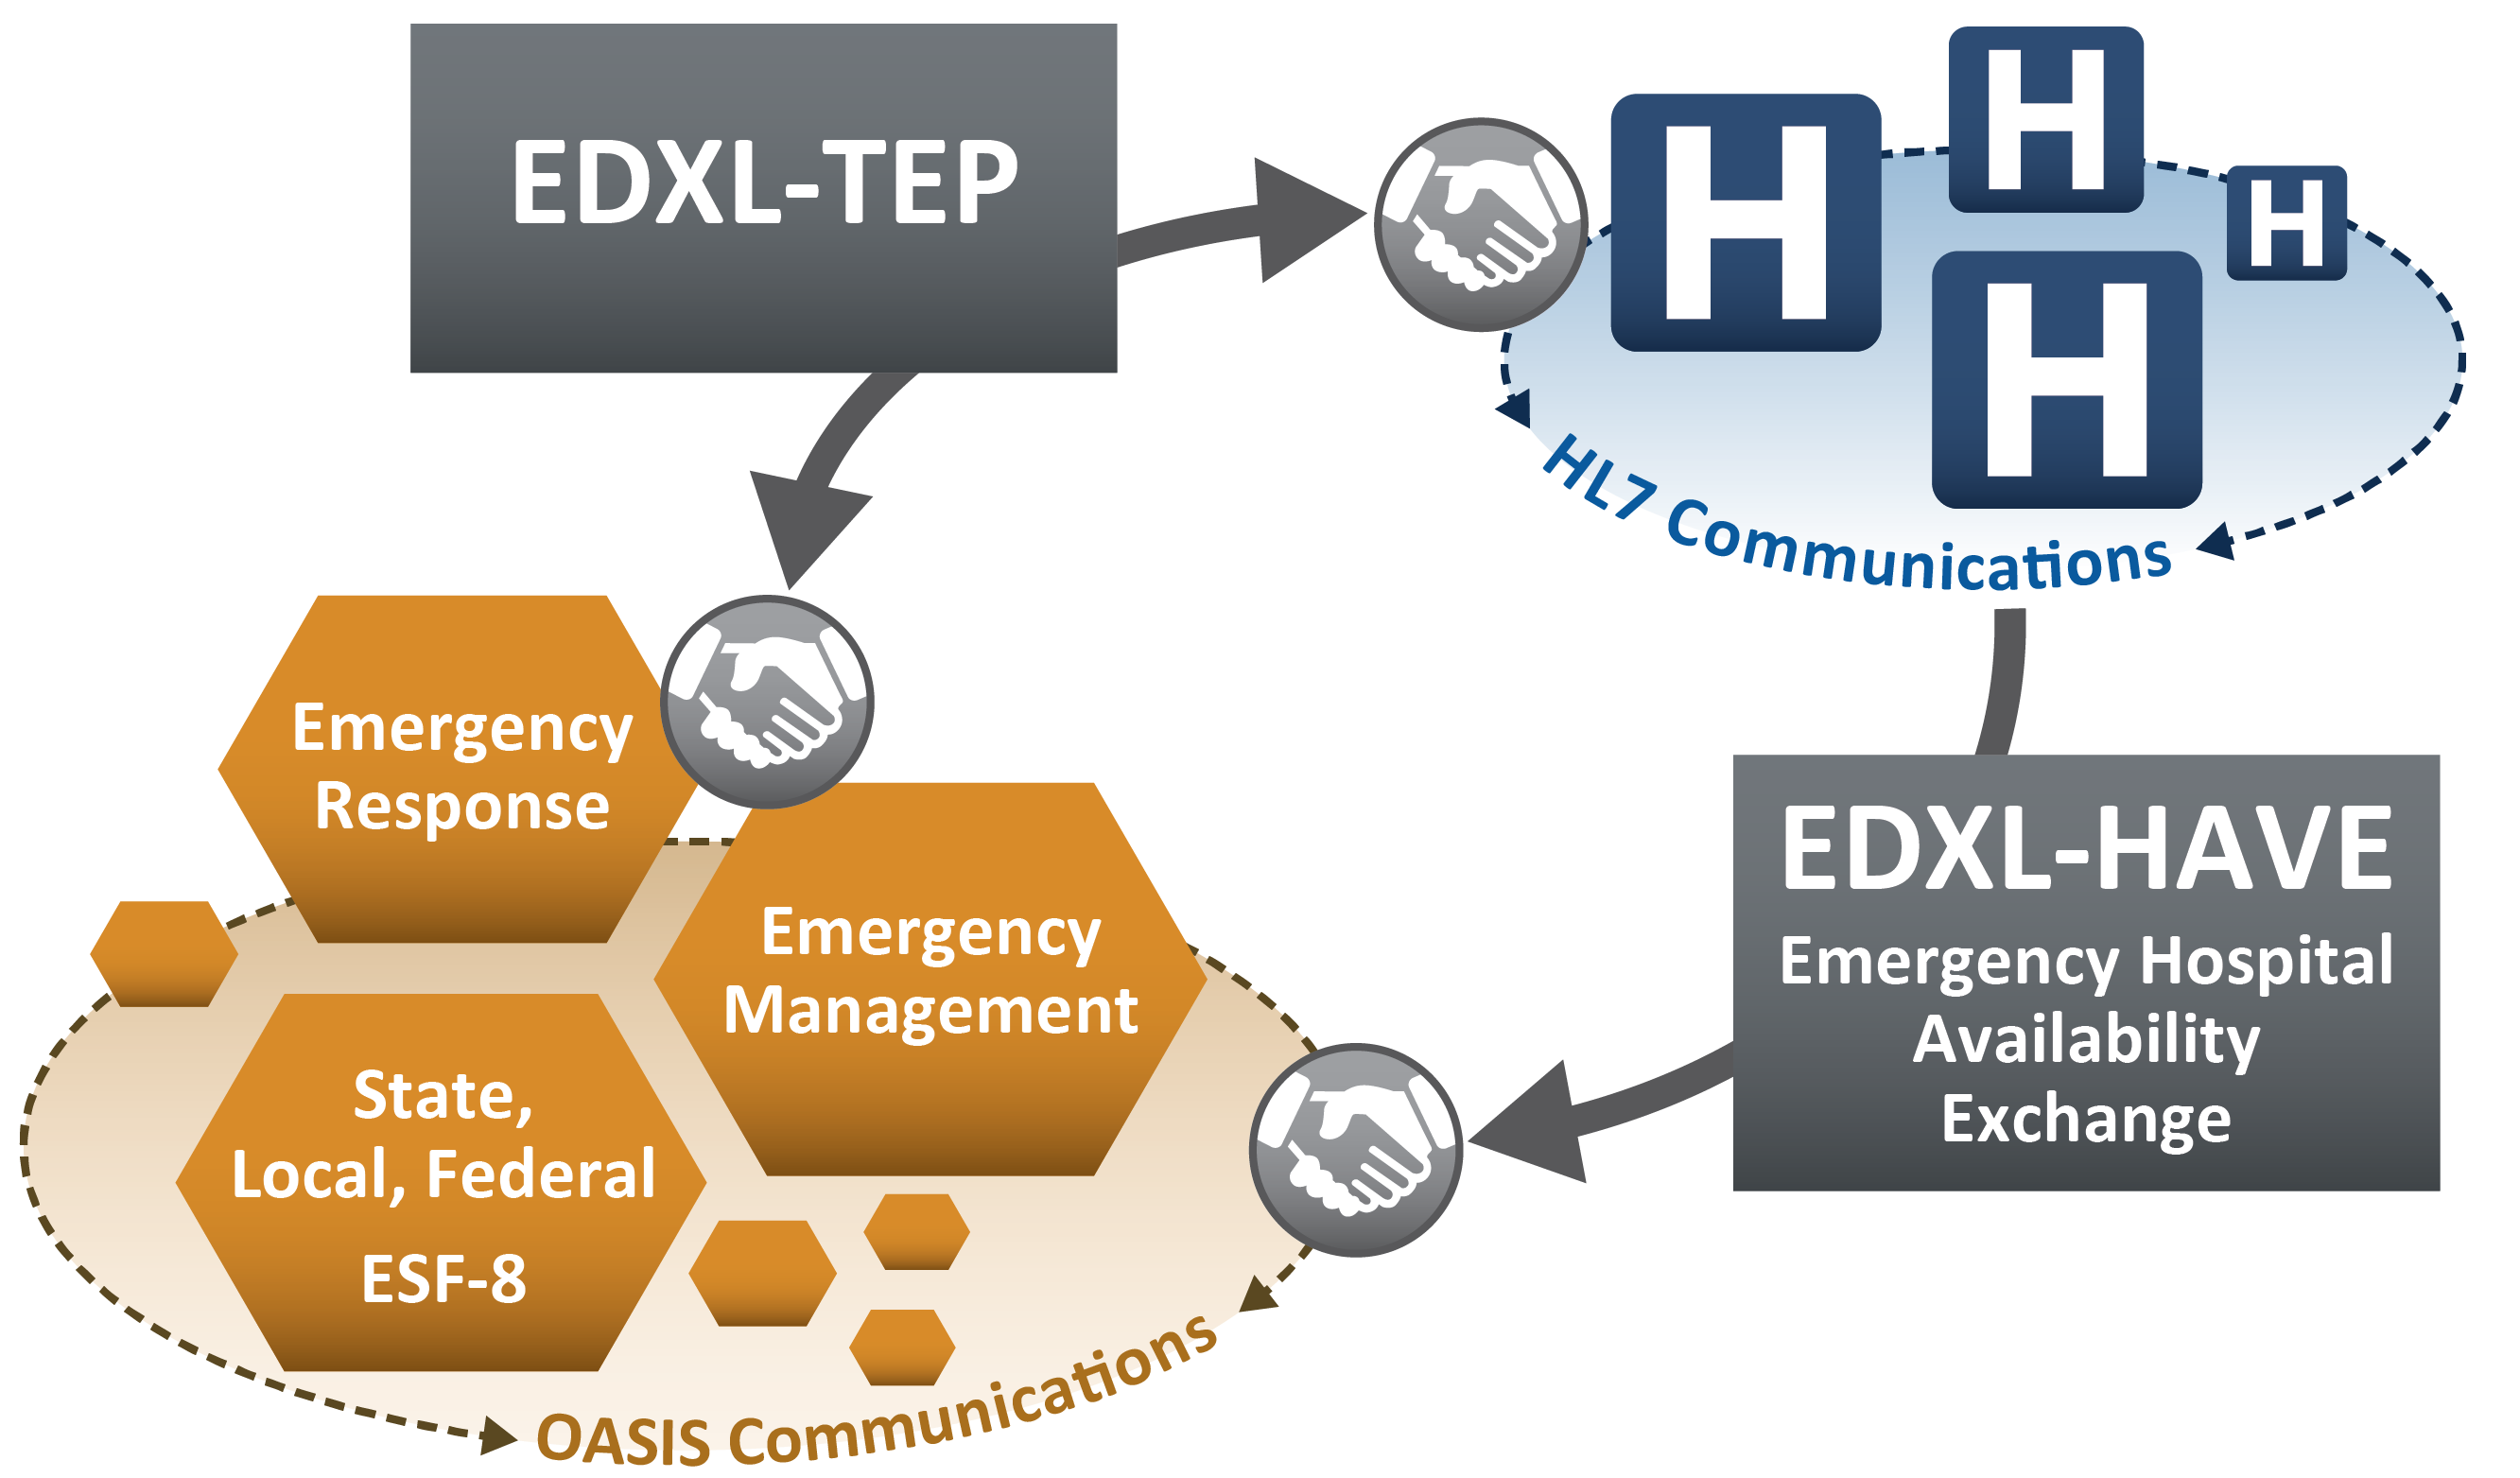 EDXL-TEP
H
H
H
H
HL7 Communications
Emergency
Response
Emergency
Management
State,
Local, Federal
ESF-8
OASIS Communications
EDXL-HAVE
Emergency Hospital
Availability
Exchange